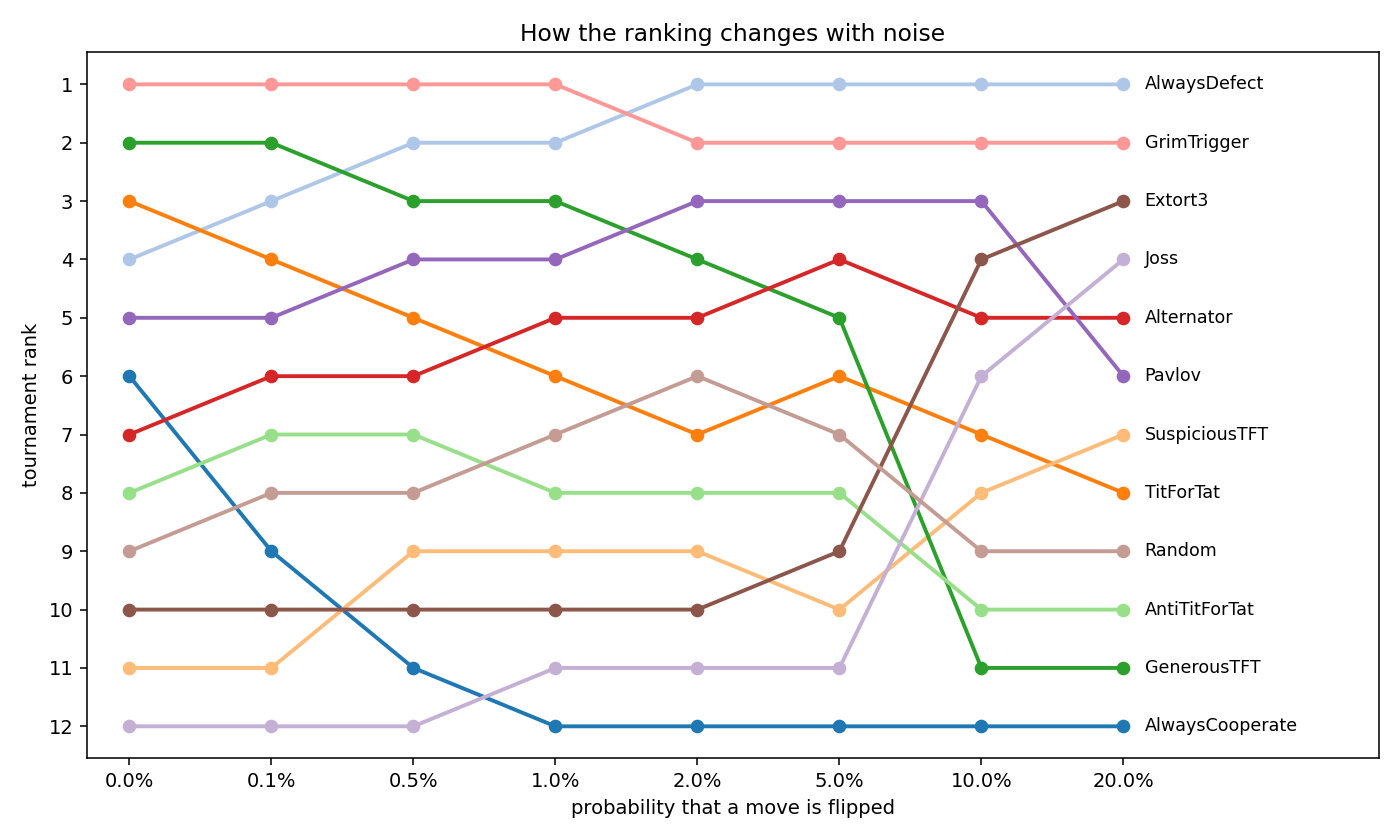 How the ranking changes with noise
tournament rank
1
2
3
4
5
6
7
8
9
10
11
12
AlwaysDefect
GrimTrigger
Extort3
Joss
Alternator
Pavlov
SuspiciousTFT
TitForTat
Random
AntiTitForTat
GenerousTFT
AlwaysCooperate
0.0% 0.1% 0.5% 1.0% 2.0% 5.0% 10.0% 20.0%
probability that a move is flipped